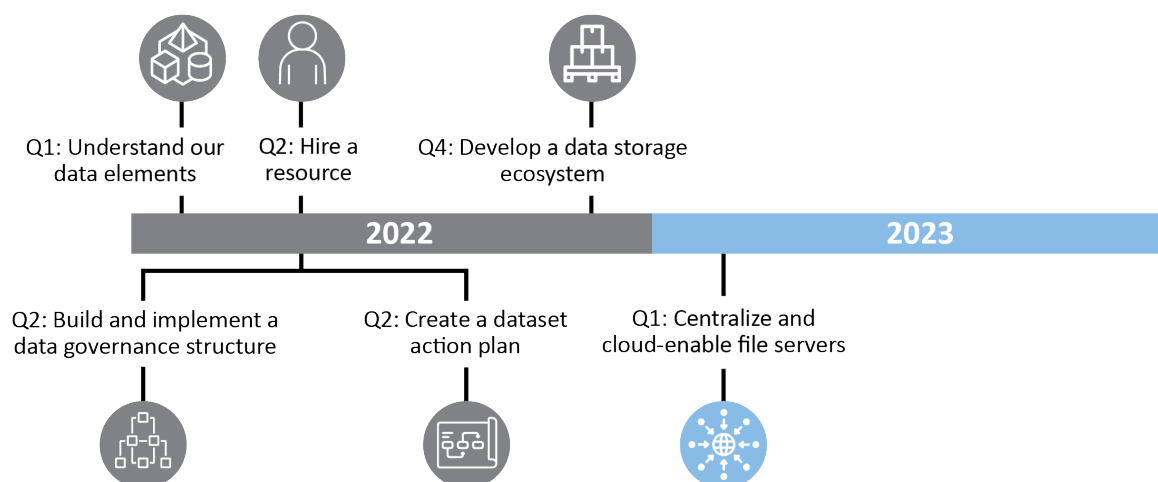 Q1: Understand our
data elements
Q2: Hire a
resource
Q4: Develop a data storage
ecosystem
2022
2023
Q2: Build and implement a
data governance structure
Q2: Create a dataset
action plan
Q1: Centralize and
cloud-enable file servers